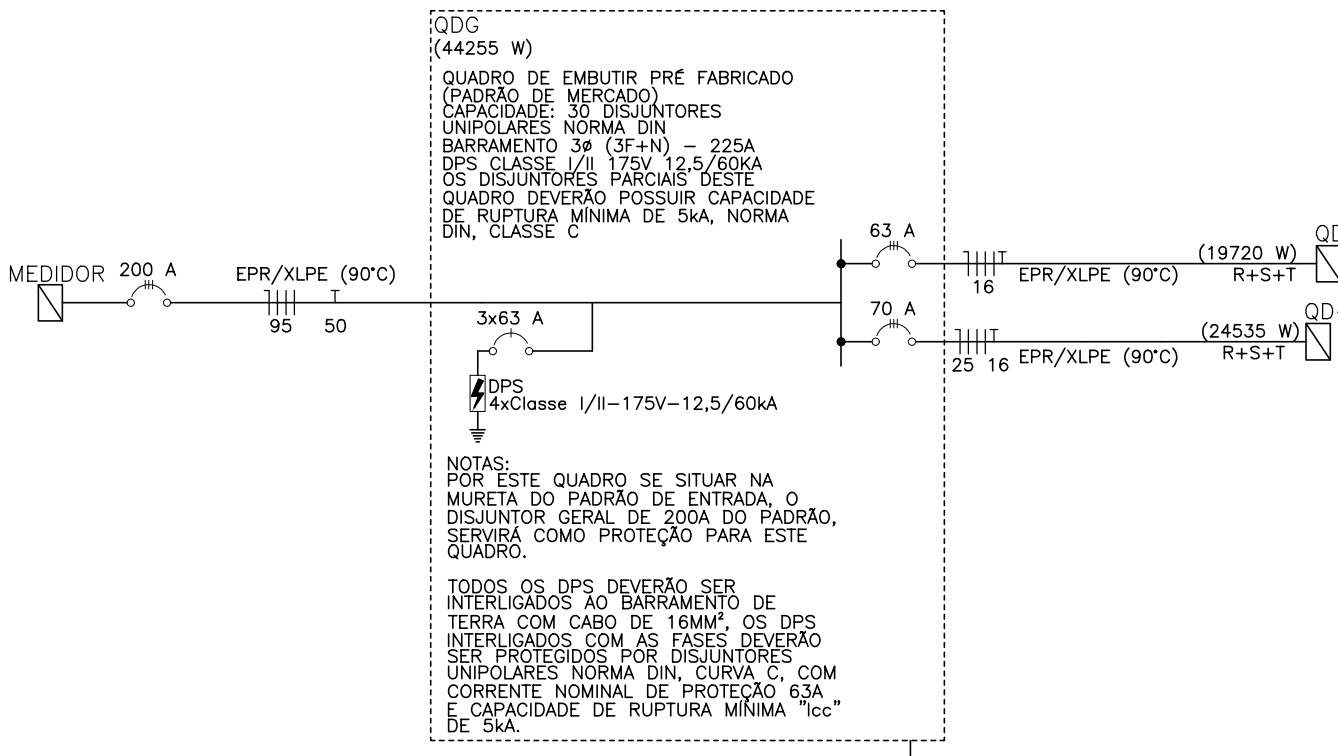 QDG
(44255 W)
QUADRO DE EMBUTIR PRÉ FABRICADO
(PADRÃO DE MERCADO)
CAPACIDADE: 30 DISJUNTORES
UNIPOLARES NORMA DIN
BARRAMENTO 3ø (3F+N) – 225A
DPS CLASSE I/II 175V 12,5/60KA
OS DISJUNTORES PARCIAIS DESTE
QUADRO DEVERÃO POSSUIR CAPACIDADE
DE RUPTURA MÍNIMA DE 5kA, NORMA
DIN, CLASSE C
MEDIDOR
200 A
EPR/XLPE (90°C)
95
50
3x63 A
DPS
4xClasse I/II–175V–12,5/60kA
63 A
16
EPR/XLPE (90°C)
(19720 W)
R+S+T
QD
70 A
25
16
EPR/XLPE (90°C)
(24535 W)
R+S+T
QD-
NOTAS:
POR ESTE QUADRO SE SITUAR NA
MURETA DO PADRÃO DE ENTRADA, O
DISJUNTOR GERAL DE 200A DO PADRÃO,
SERVIRÁ COMO PROTEÇÃO PARA ESTE
QUADRO.
TODOS OS DPS DEVERÃO SER
INTERLIGADOS AO BARRAMENTO DE
TERRA COM CABO DE 16MM², OS DPS
INTERLIGADOS COM AS FASES DEVERÃO
SER PROTEGIDOS POR DISJUNTORES
UNIPOLARES NORMA DIN, CURVA C, COM
CORRENTE NOMINAL DE PROTEÇÃO 63A
E CAPACIDADE DE RUPTURA MÍNIMA "Icc"
DE 5kA.